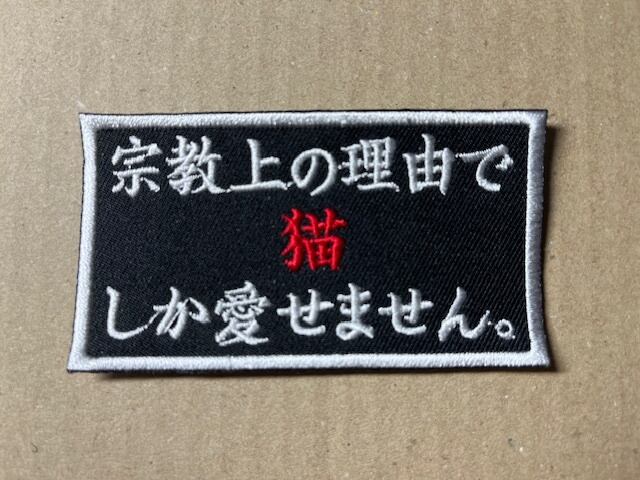 宗教上の理由で
猫
しか愛せません。